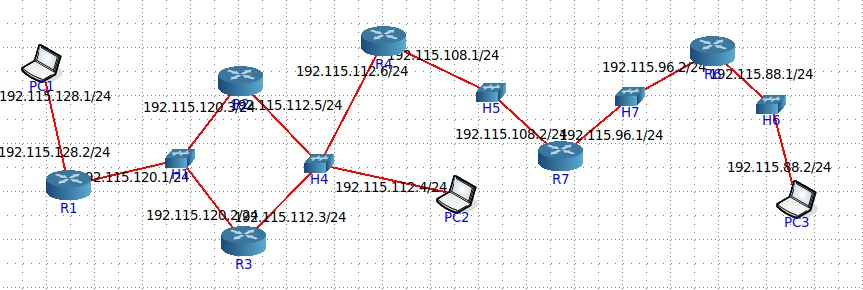 PC1
192.115.128.1/24
192.115.128.2/24
R1
192.115.120.1/24
192.115.120.3/24
R2
192.115.112.5/24
192.115.120.2/24
192.115.112.3/24
R3
H4
192.115.112.6/24
R4
192.115.108.1/24
192.115.112.4/24
PC2
H5
192.115.108.2/24
192.115.96.1/24
R7
192.115.96.2/24
H7
R6
192.115.88.1/24
H6
192.115.88.2/24
PC3